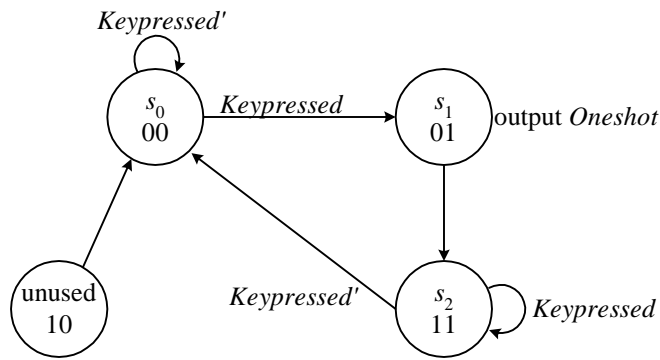 Keypressed'
s0
00
Keypressed
s1
01
output Oneshot
unused
10
Keypressed'
s2
11
Keypressed